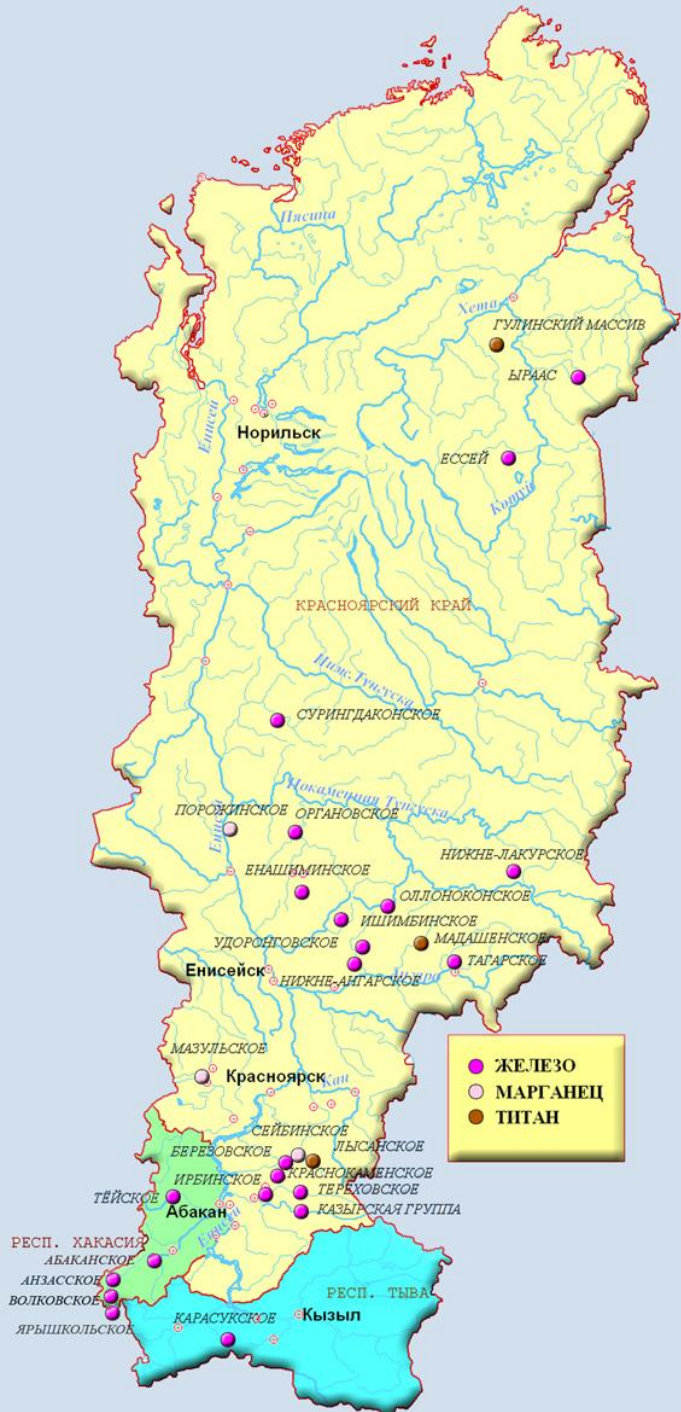 Пясина
Хета
ГУЛИНСКИЙ МАССИВ
ЫРААС
Енисей
Норильск
ЕССЕЙ
Котуй
КРАСНОЯРСКИЙ КРАЙ
Ниж.Тунгуска
СУРИНГДАКОНСКОЕ
Покаменная Тунгуска
ПОРОЖИНСКОЕ
ОРГАНОВСКОЕ
Енисей
НИЖНЕ-ЛАКУРСКОЕ
ЕНАШИМИНСКОЕ
ОЛЛОНОКОНСКОЕ
ИШИМБИНСКОЕ
УДОРОНГОВСКОЕ
МАДАШЕНСКОЕ
ТАГАРСКОЕ
Енисейск
Ангара
НИЖНЕ-АНГАРСКОЕ
МАЗУЛЬСКОЕ
Красноярск
Кан
ЖЕЛЕЗО
МАРГАНЕЦ
ТИТАН
СЕЙБИНСКОЕ
БЕРЕЗОВСКОЕ
ЛЫСАНСКОЕ
ИРБИНСКОЕ
КРАСНОКАМЕНСКОЕ
ТЁЙСКОЕ
ТЕРЕХОВСКОЕ
Абакан
КАЗЫРСКАЯ ГРУППА
Енисей
РЕСП. ХАКАСИЯ
АБАКАНСКОЕ
АНЗАССКОЕ
РЕСП. ТЫВА
ВОЛКОВСКОЕ
КАРАСУКСКОЕ
Кызыл
ЯРЫШКОЛЬСКОЕ